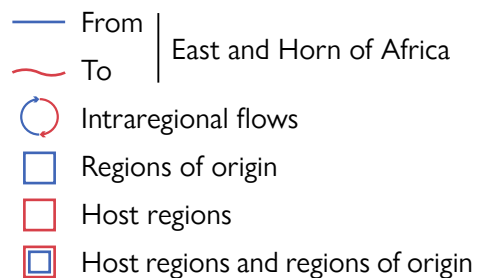 From
East and Horn of Africa
To
Intraregional flows
Regions of origin
Host regions
Host regions and regions of origin